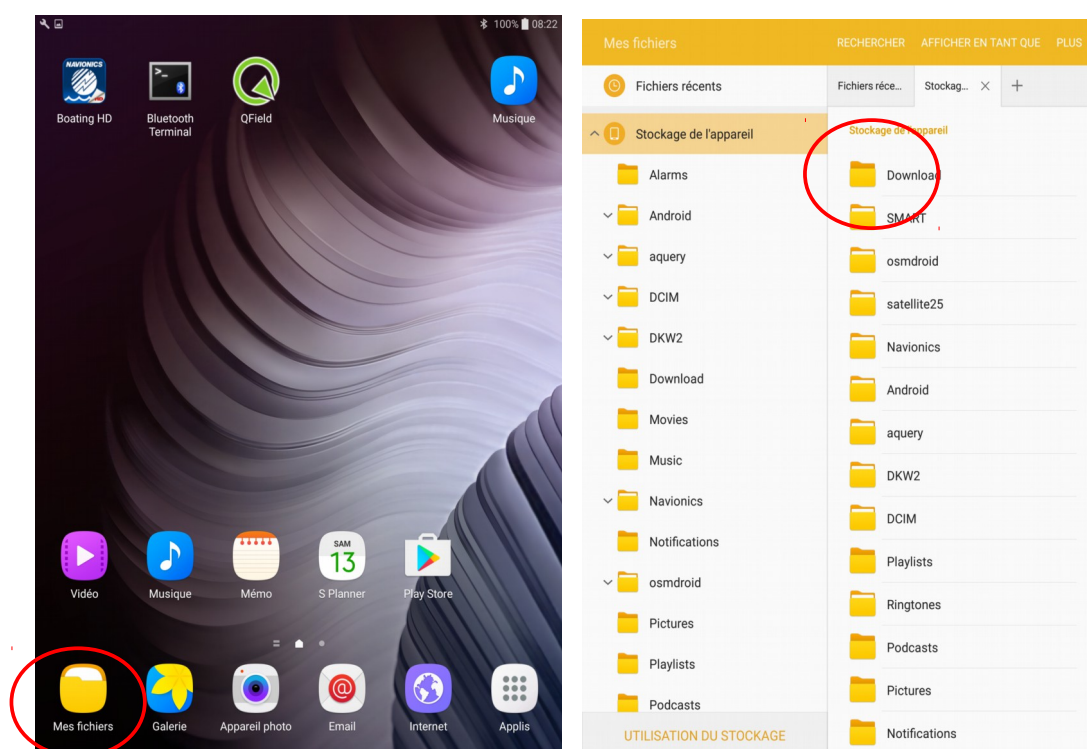 100% 08:22
NAVIONICS
HD
>_
Boating HD
Bluetooth
Terminal
QField
Musique
SAM
13
Vidéo
Musique
Mémo
S Planner
Play Store
@
Mes fichiers
Galerie
Appareil photo
Email
Internet
Applis
Mes fichiers
RECHERCHER
AFFICHER EN TANT QUE
PLUS
Fichiers récents
Stockage de l'appareil
Alarms
Android
aquery
DCIM
DKW2
Download
Movies
Music
Navionics
Notifications
osmdroid
Pictures
Playlists
Podcasts
UTILISATION DU STOCKAGE
Fichiers réce...
Stockag...
Stockage de l'appareil
Download
SMART
osmdroid
satellite25
Navionics
Android
aquery
DKW2
DCIM
Playlists
Ringtones
Podcasts
Pictures
Notifications